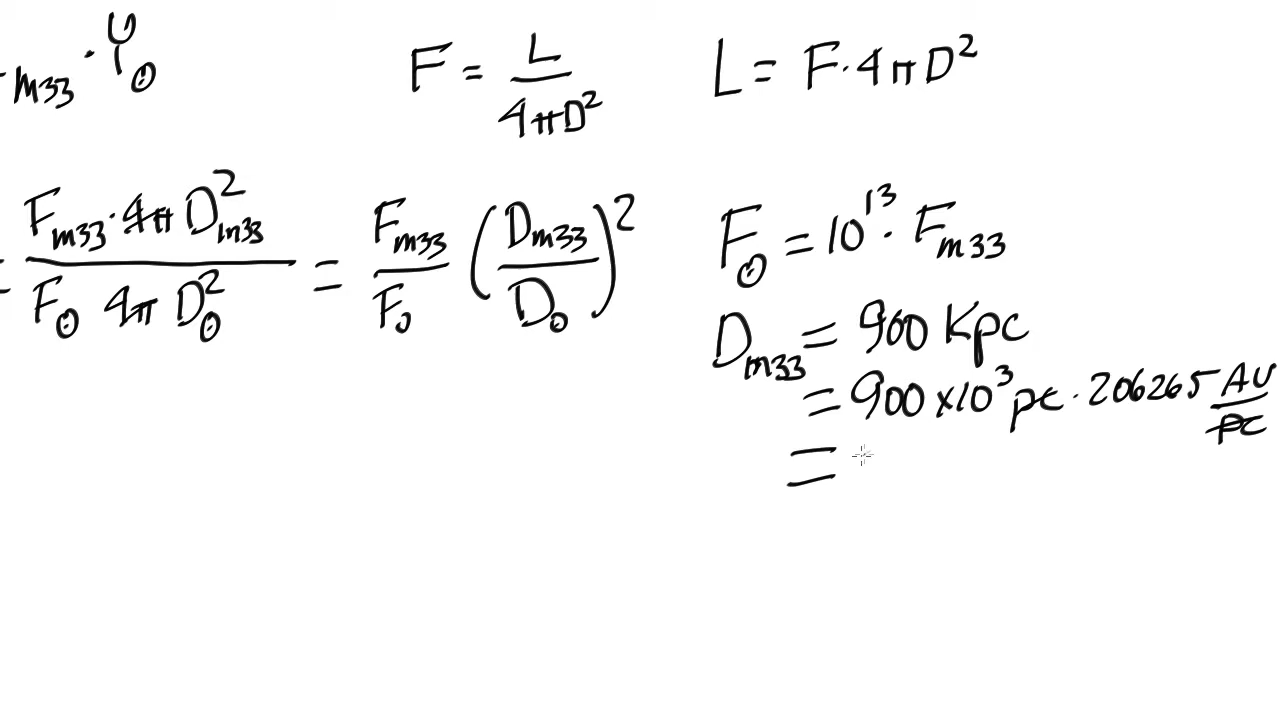 - m33 · ϒ☉
F = L / 4πD² L = F · 4πD²
= Fm33 · 4π D²m33 / F☉ 4π D²☉ = Fm33 / F☉ (Dm33 / D☉)² F☉ = 10¹³ · Fm33
Dm33 = 900 Kpc
= 900 x10³ pc · 206265 AU/pc
=